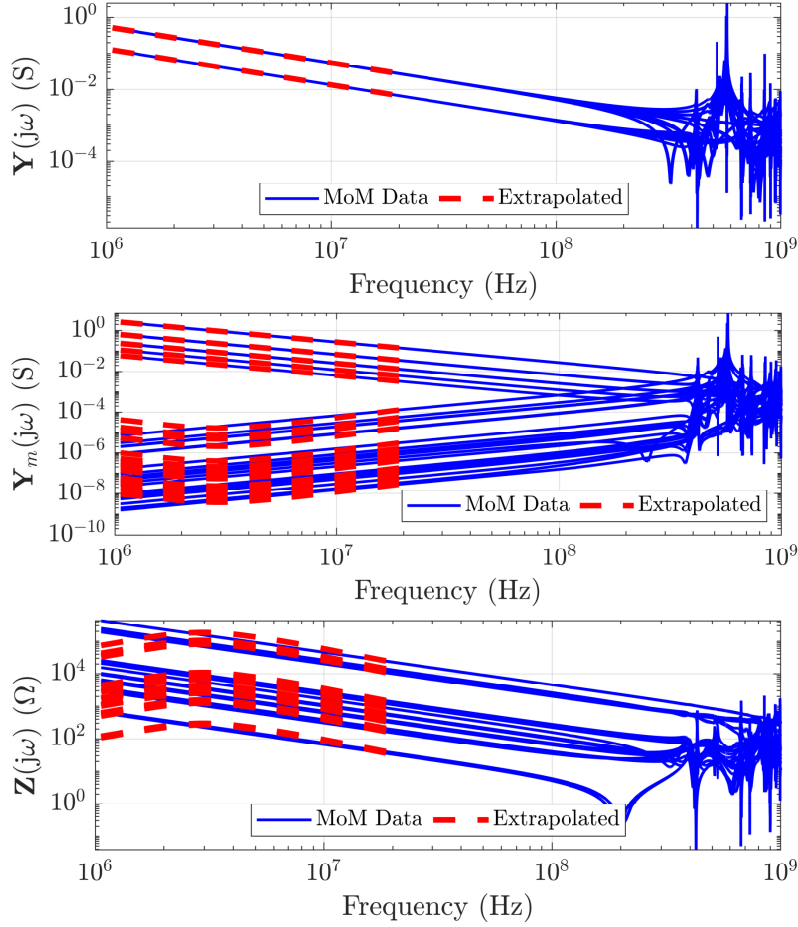 Y(jω) (S)
10^0
10^-2
10^-4
MoM Data Extrapolated
10^6 10^7 10^8 10^9
Frequency (Hz)
Y_m(jω) (S)
10^0
10^-2
10^-4
10^-6
10^-8
10^-10
MoM Data Extrapolated
10^6 10^7 10^8 10^9
Frequency (Hz)
Z(jω) (Ω)
10^4
10^2
10^0
MoM Data Extrapolated
10^6 10^7 10^8 10^9
Frequency (Hz)